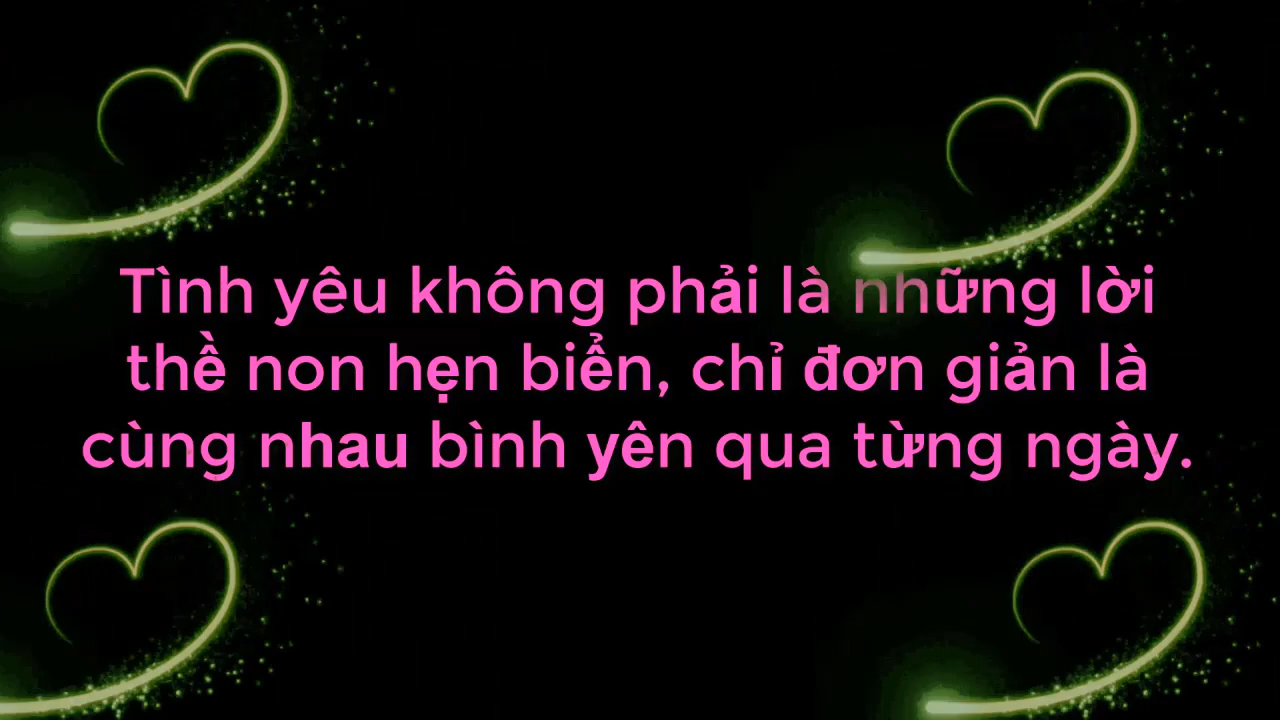 Tình yêu không phải là những lời
thề non hẹn biển, chỉ đơn giản là
cùng nhau bình yên qua từng ngày.